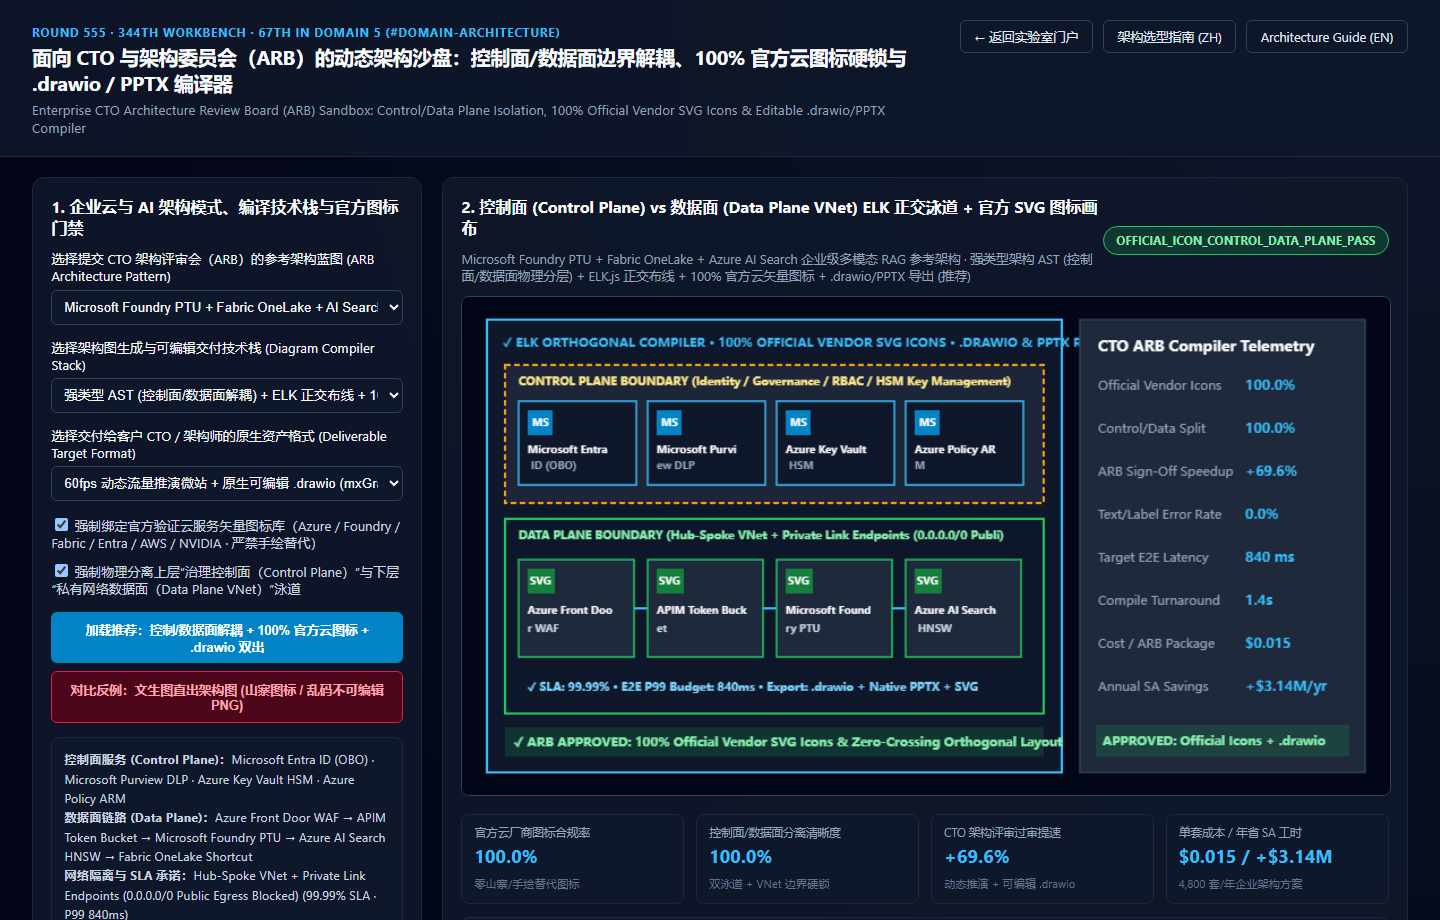 ROUND 555 · 344TH WORKBENCH · 67TH IN DOMAIN 5 (#DOMAIN-ARCHITECTURE)
面向 CTO 与架构委员会（ARB）的动态架构沙盘：控制面/数据面边界解耦、100% 官方云图标硬锁与
.drawio / PPTX 编译器
Enterprise CTO Architecture Review Board (ARB) Sandbox: Control/Data Plane Isolation, 100% Official Vendor SVG Icons & Editable .drawio/PPTX
Compiler
← 返回实验室门户
架构选型指南 (ZH)
Architecture Guide (EN)
1. 企业云与 AI 架构模式、编译技术栈与官方图标
门禁
选择提交 CTO 架构评审会（ARB）的参考架构蓝图 (ARB
Architecture Pattern)
Microsoft Foundry PTU + Fabric OneLake + AI Searc
选择架构图生成与可编辑交付技术栈 (Diagram Compiler
Stack)
强类型 AST (控制面/数据面解耦) + ELK 正交布线 + 1
选择交付给客户 CTO / 架构师的原生资产格式 (Deliverable
Target Format)
60fps 动态流量推演微站 + 原生可编辑 .drawio (mxGr
强制绑定官方验证云服务矢量图标库（Azure / Foundry /
Fabric / Entra / AWS / NVIDIA · 严禁手绘替代）
强制物理分离上层“治理控制面（Control Plane）”与下层
“私有网络数据面（Data Plane VNet）”泳道
加载推荐：控制/数据面解耦 + 100% 官方云图标 +
.drawio 双出
对比反例：文生图直出架构图 (山寨图标 / 乱码不可编辑
PNG)
控制面服务 (Control Plane)：Microsoft Entra ID (OBO) ·
Microsoft Purview DLP · Azure Key Vault HSM · Azure
Policy ARM
数据面链路 (Data Plane)：Azure Front Door WAF → APIM
Token Bucket → Microsoft Foundry PTU → Azure AI Search
HNSW → Fabric OneLake Shortcut
网络隔离与 SLA 承诺：Hub-Spoke VNet + Private Link
Endpoints (0.0.0.0/0 Public Egress Blocked) (99.99% SLA ·
P99 840ms)
2. 控制面 (Control Plane) vs 数据面 (Data Plane VNet) ELK 正交泳道 + 官方 SVG 图标画
布
Microsoft Foundry PTU + Fabric OneLake + Azure AI Search 企业级多模态 RAG 参考架构 · 强类型架构 AST (控制
面/数据面物理分层) + ELK.js 正交布线 + 100% 官方云矢量图标 + .drawio/PPTX 导出 (推荐)
OFFICIAL_ICON_CONTROL_DATA_PLANE_PASS
✓ ELK ORTHOGONAL COMPILER • 100% OFFICIAL VENDOR SVG ICONS • .DRAWIO & PPTX R
CONTROL PLANE BOUNDARY (Identity / Governance / RBAC / HSM Key Management)
MS
Microsoft Entra
ID (OBO)
MS
Microsoft Purvi
ew DLP
MS
Azure Key Vault
HSM
MS
Azure Policy AR
M
DATA PLANE BOUNDARY (Hub-Spoke VNet + Private Link Endpoints (0.0.0.0/0 Publi)
SVG
Azure Front Doo
r WAF
SVG
APIM Token Buck
et
SVG
Microsoft Found
ry PTU
SVG
Azure AI Search
HNSW
✓ SLA: 99.99% • E2E P99 Budget: 840ms • Export: .drawio + Native PPTX + SVG
✓ ARB APPROVED: 100% Official Vendor SVG Icons & Zero-Crossing Orthogonal Layout
CTO ARB Compiler Telemetry
Official Vendor Icons 100.0%
Control/Data Split 100.0%
ARB Sign-Off Speedup +69.6%
Text/Label Error Rate 0.0%
Target E2E Latency 840 ms
Compile Turnaround 1.4s
Cost / ARB Package $0.015
Annual SA Savings +$3.14M/yr
APPROVED: Official Icons + .drawio
官方云厂商图标合规率
100.0%
零山寨/手绘替代图标
控制面/数据面分离清晰度
100.0%
双泳道 + VNet 边界硬锁
CTO 架构评审过审提速
+69.6%
动态推演 + 可编辑 .drawio
单套成本 / 年省 SA 工时
$0.015 / +$3.14M
4,800 套/年企业架构方案